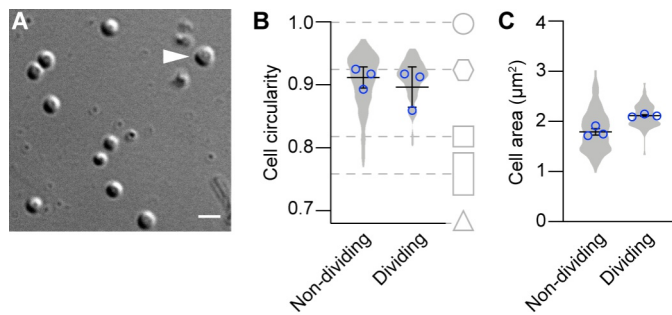 A
B
C
Cell circularity
1.0
0.9
0.8
0.7
Non-dividing
Dividing
Cell area (μm²)
4
3
2
1
0
Non-dividing
Dividing